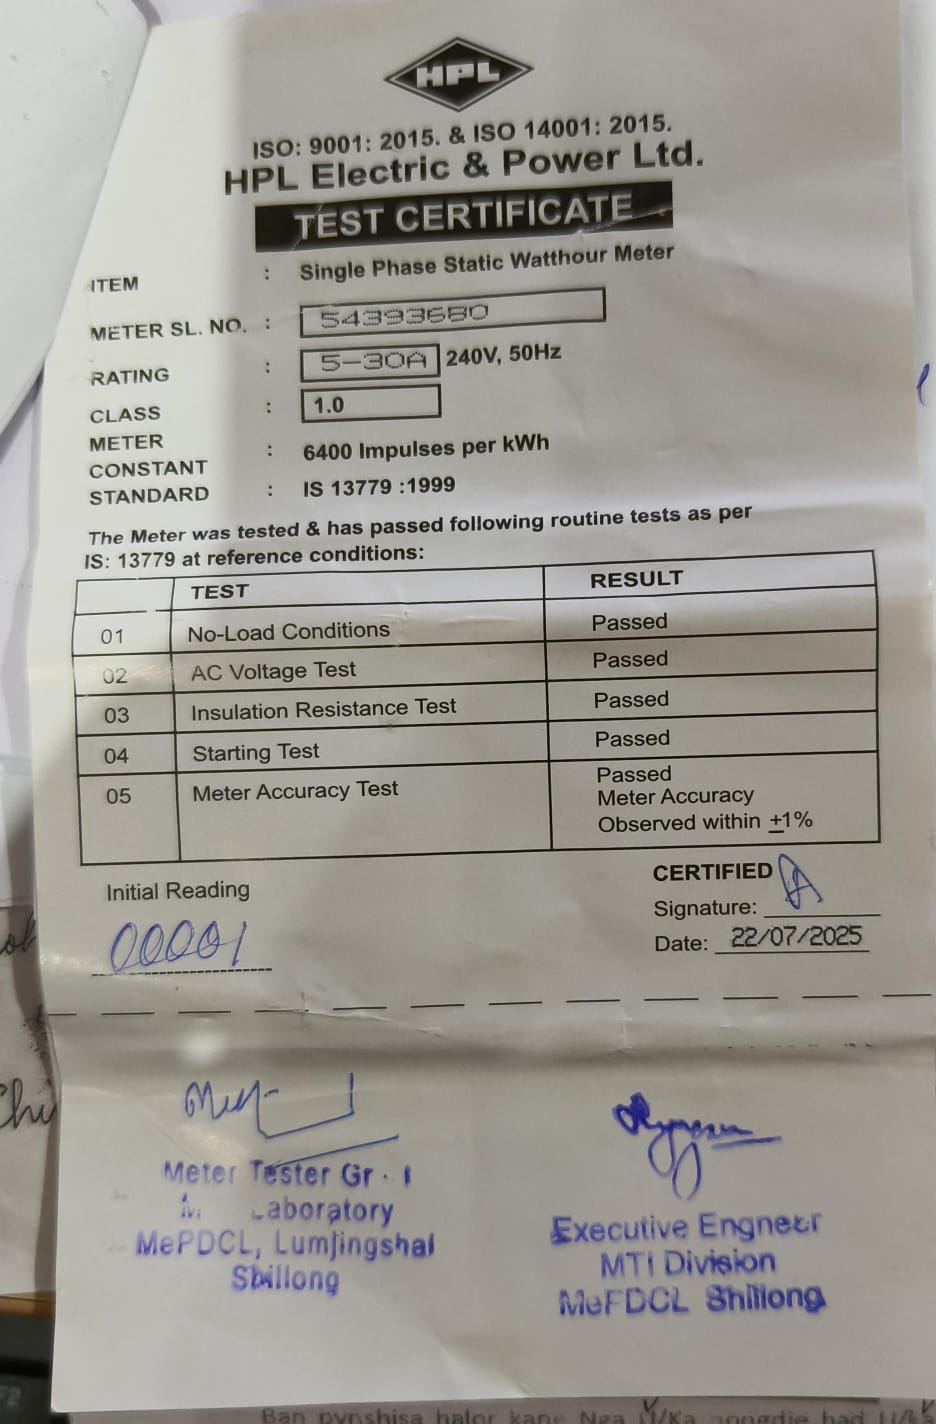 HPL
ISO: 9001: 2015. & ISO 14001: 2015.
HPL Electric & Power Ltd.
TEST CERTIFICATE
ITEM : Single Phase Static Watthour Meter
METER SL. NO. : 54393680
RATING : 5-30A 240V, 50Hz
CLASS : 1.0
METER
CONSTANT : 6400 Impulses per kWh
STANDARD : IS 13779 :1999
The Meter was tested & has passed following routine tests as per
IS: 13779 at reference conditions:
TEST RESULT
01 No-Load Conditions Passed
02 AC Voltage Test Passed
03 Insulation Resistance Test Passed
04 Starting Test Passed
05 Meter Accuracy Test Passed
Meter Accuracy
Observed within ±1%
Initial Reading
00001
CERTIFIED
Signature:
Date: 22/07/2025
Meter Tester Gr - I
Laboratory
MePDCL, Lumjingshai
Shillong
Executive Engneer
MTI Division
MePDCL Shillong
Ban pynshisha halor kane Nga